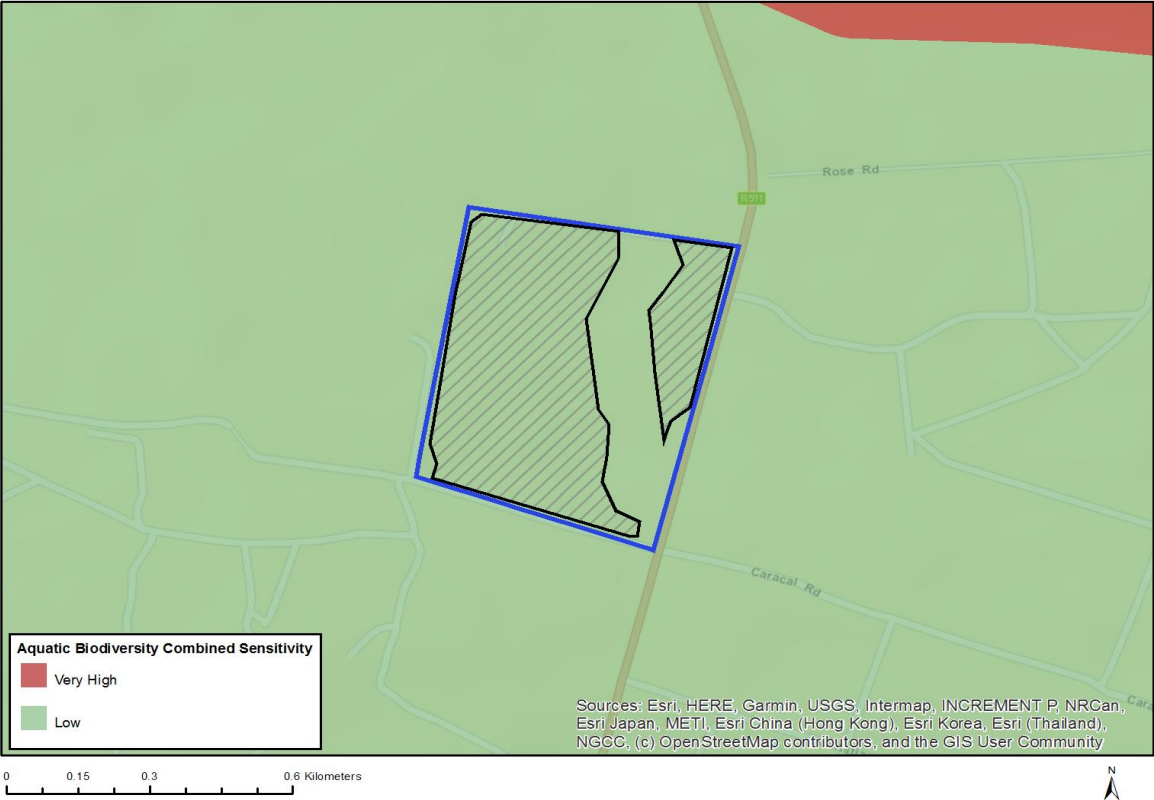 Rose Rd
R511
Caracal Rd
Aquatic Biodiversity Combined Sensitivity
Very High
Low
Sources: Esri, HERE, Garmin, USGS, Intermap, INCREMENT P, NRCan,
Esri Japan, METI, Esri China (Hong Kong), Esri Korea, Esri (Thailand),
NGCC, (c) OpenStreetMap contributors, and the GIS User Community
0 0.15 0.3 0.6 Kilometers
N